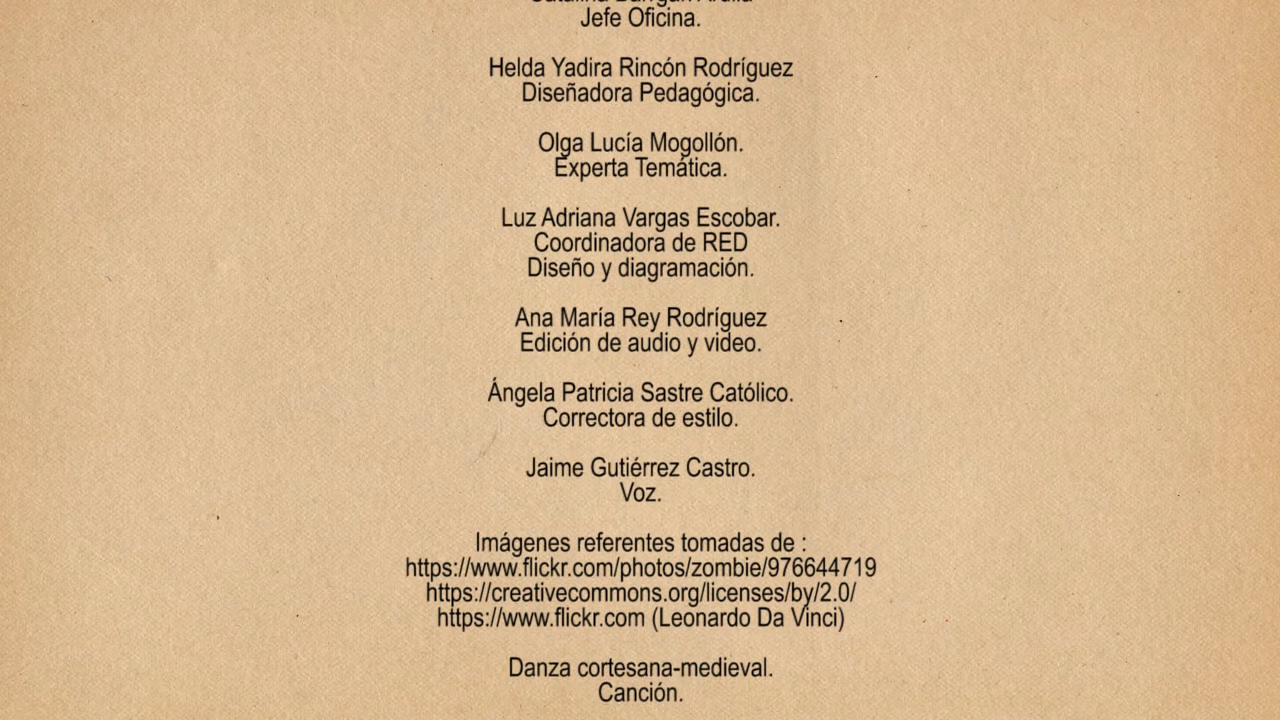 Jefe Oficina.
Helda Yadira Rincón Rodríguez
Diseñadora Pedagógica.
Olga Lucía Mogollón.
Experta Temática.
Luz Adriana Vargas Escobar.
Coordinadora de RED
Diseño y diagramación.
Ana María Rey Rodríguez
Edición de audio y video.
Ángela Patricia Sastre Católico.
Correctora de estilo.
Jaime Gutiérrez Castro.
Voz.
Imágenes referentes tomadas de :
https://www.flickr.com/photos/zombie/976644719
https://creativecommons.org/licenses/by/2.0/
https://www.flickr.com (Leonardo Da Vinci)
Danza cortesana-medieval.
Canción.